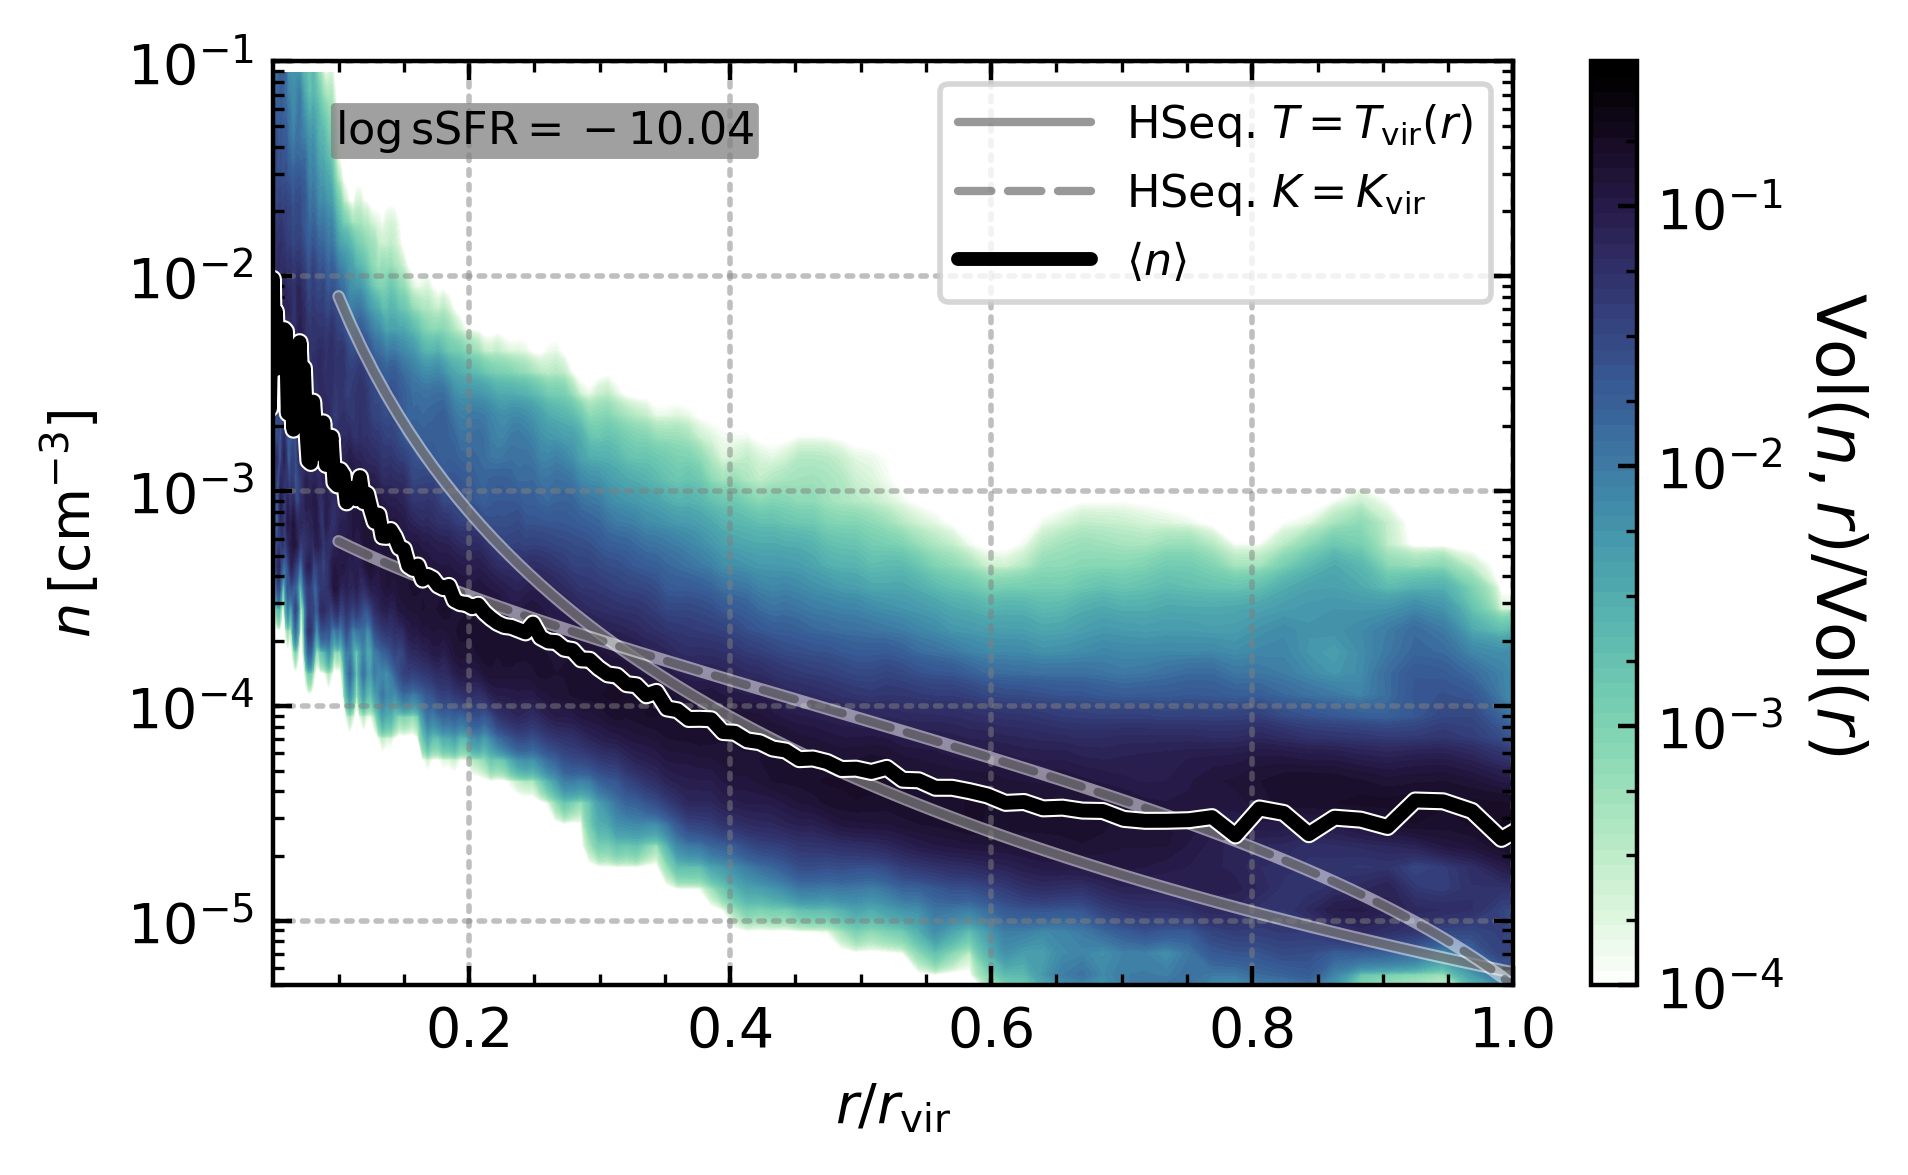 10⁻¹
10⁻²
10⁻³
10⁻⁴
10⁻⁵
n [cm⁻³]
log sSFR = −10.04
HSeq. T = T_vir(r)
HSeq. K = K_vir
⟨n⟩
0.2 0.4 0.6 0.8 1.0
r/r_vir
10⁻¹
10⁻²
10⁻³
10⁻⁴
Vol(n, r)/Vol(r)